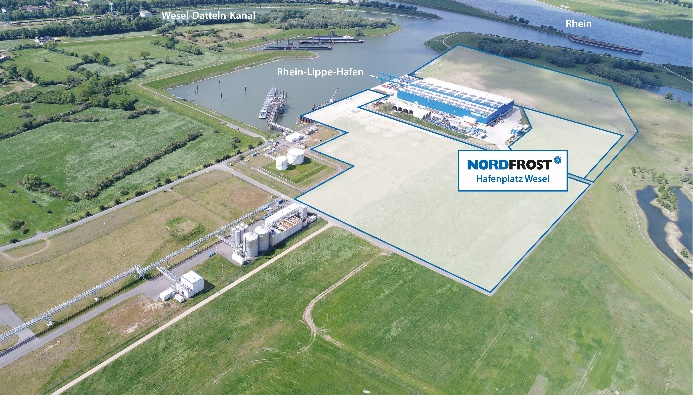 Wesel-Datteln-Kanal
Rhein
Rhein-Lippe-Hafen
NORDFROST
Hafenplatz Wesel